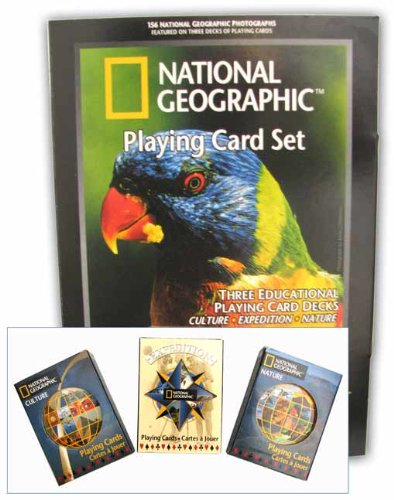 156 NATIONAL GEOGRAPHIC PHOTOGRAPHS
FEATURED ON THREE DECKS OF PLAYING CARDS
NATIONAL
GEOGRAPHIC™
Playing Card Set
THREE EDUCATIONAL
PLAYING CARD DECKS
CULTURE • EXPEDITION • NATURE
NATIONAL
GEOGRAPHIC
CULTURE
Playing Cards
Cartes à Jouer
EXPEDITIONS
NATIONAL
GEOGRAPHIC
Playing Cards • Cartes à Jouer
NATIONAL
GEOGRAPHIC
NATURE
Playing Cards
Cartes à Jouer